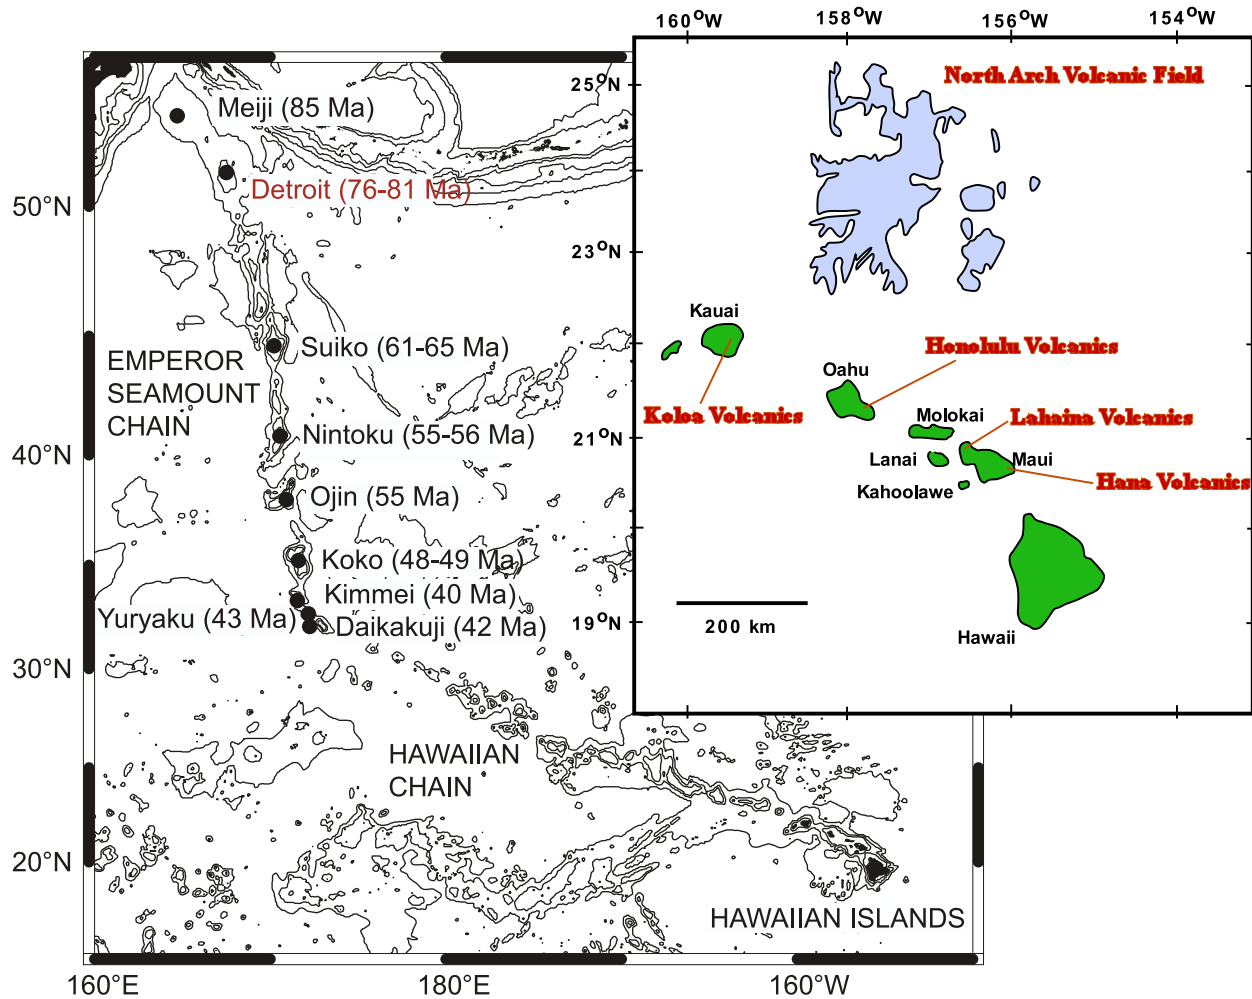 160°W
158°W
156°W
154°W
North Arch Volcanic Field
25°N
23°N
21°N
19°N
Kauai
Koloa Volcanics
Oahu
Honolulu Volcanics
Molokai
Lahaina Volcanics
Lanai
Maui
Kahoolawe
Hana Volcanics
Hawaii
200 km
Meiji (85 Ma)
Detroit (76-81 Ma)
50°N
Suiko (61-65 Ma)
EMPEROR
SEAMOUNT
CHAIN
Nintoku (55-56 Ma)
40°N
Ojin (55 Ma)
Koko (48-49 Ma)
Kimmei (40 Ma)
Yuryaku (43 Ma)
Daikakuji (42 Ma)
30°N
HAWAIIAN
CHAIN
20°N
HAWAIIAN ISLANDS
160°E
180°E
160°W